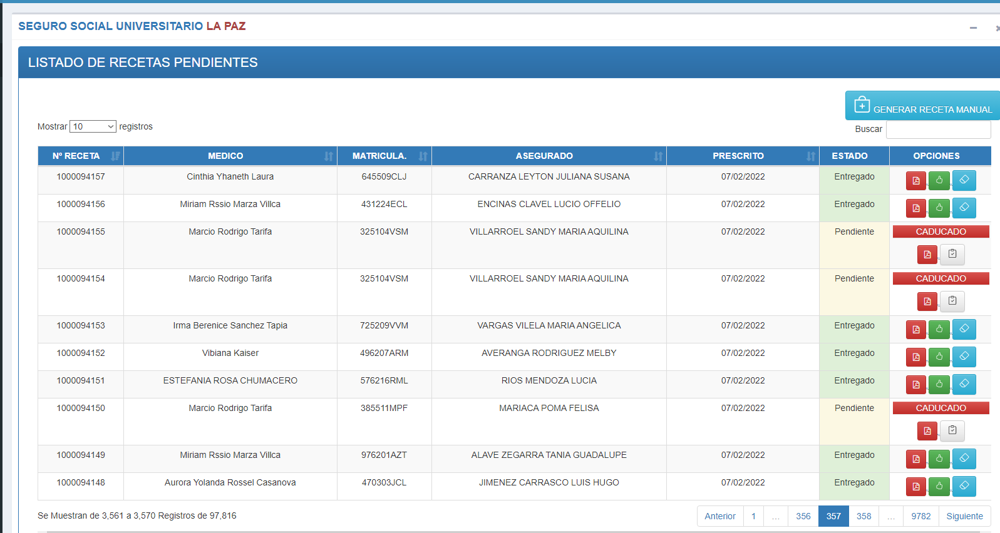 SEGURO SOCIAL UNIVERSITARIO LA PAZ
LISTADO DE RECETAS PENDIENTES
GENERAR RECETA MANUAL
Mostrar 10 registros
Buscar
Nº RECETA MEDICO MATRICULA. ASEGURADO PRESCRITO ESTADO OPCIONES
1000094157 Cinthia Yhaneth Laura 645509CLJ CARRANZA LEYTON JULIANA SUSANA 07/02/2022 Entregado
1000094156 Miriam Rssio Marza Villca 431224ECL ENCINAS CLAVEL LUCIO OFFELIO 07/02/2022 Entregado
1000094155 Marcio Rodrigo Tarifa 325104VSM VILLARROEL SANDY MARIA AQUILINA 07/02/2022 Pendiente CADUCADO
1000094154 Marcio Rodrigo Tarifa 325104VSM VILLARROEL SANDY MARIA AQUILINA 07/02/2022 Pendiente CADUCADO
1000094153 Irma Berenice Sanchez Tapia 725209VVM VARGAS VILELA MARIA ANGELICA 07/02/2022 Entregado
1000094152 Vibiana Kaiser 496207ARM AVERANGA RODRIGUEZ MELBY 07/02/2022 Entregado
1000094151 ESTEFANIA ROSA CHUMACERO 576216RML RIOS MENDOZA LUCIA 07/02/2022 Entregado
1000094150 Marcio Rodrigo Tarifa 385511MPF MARIACA POMA FELISA 07/02/2022 Pendiente CADUCADO
1000094149 Miriam Rssio Marza Villca 976201AZT ALAVE ZEGARRA TANIA GUADALUPE 07/02/2022 Entregado
1000094148 Aurora Yolanda Rossel Casanova 470303JCL JIMENEZ CARRASCO LUIS HUGO 07/02/2022 Entregado
Se Muestran de 3,561 a 3,570 Registros de 97,816
Anterior 1 ... 356 357 358 ... 9782 Siguiente